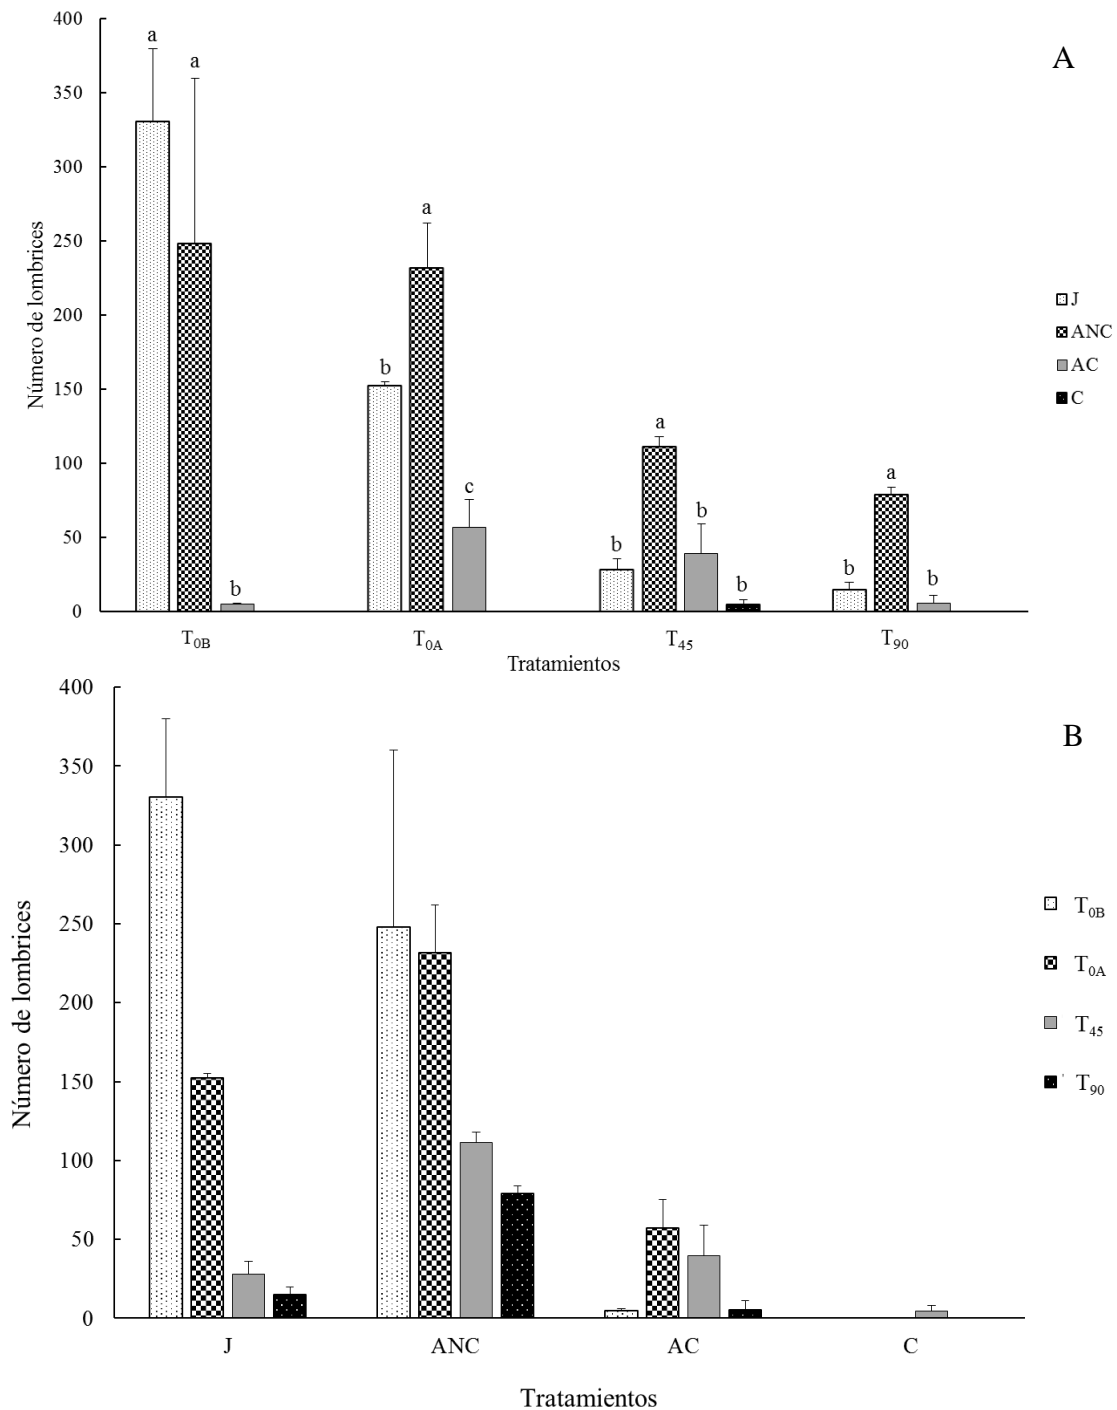 A
400
350
300
250
200
150
100
50
0
Número de lombrices
a
a
b
b
a
c
b
a
b
b
b
a
b
T0B
T0A
T45
T90
Tratamientos
J
ANC
AC
C
B
400
350
300
250
200
150
100
50
0
Número de lombrices
J
ANC
AC
C
Tratamientos
T0B
T0A
T45
T90